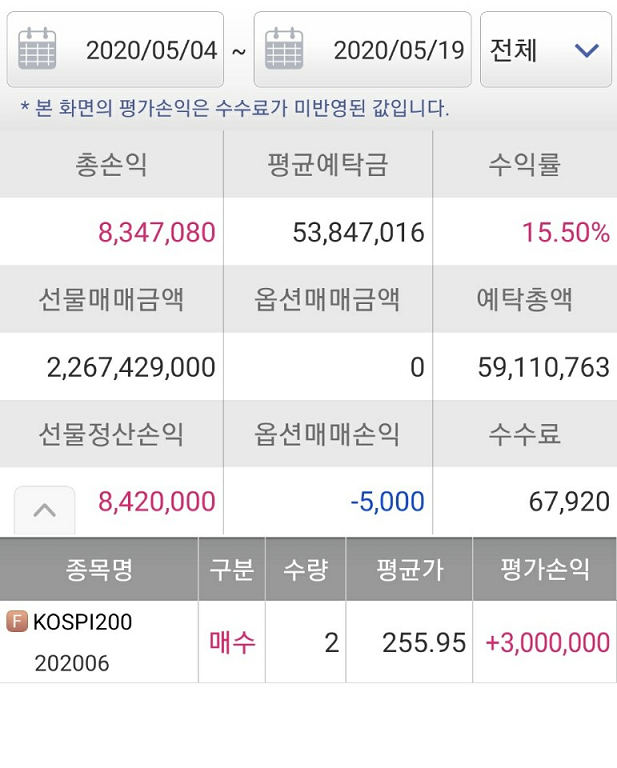 2020/05/04 ~ 2020/05/19 전체
* 본 화면의 평가손익은 수수료가 미반영된 값입니다.
총손익 평균예탁금 수익률
8,347,080 53,847,016 15.50%
선물매매금액 옵션매매금액 예탁총액
2,267,429,000 0 59,110,763
선물정산손익 옵션매매손익 수수료
8,420,000 -5,000 67,920
종목명 구분 수량 평균가 평가손익
F KOSPI200 매수 2 255.95 +3,000,000
202006